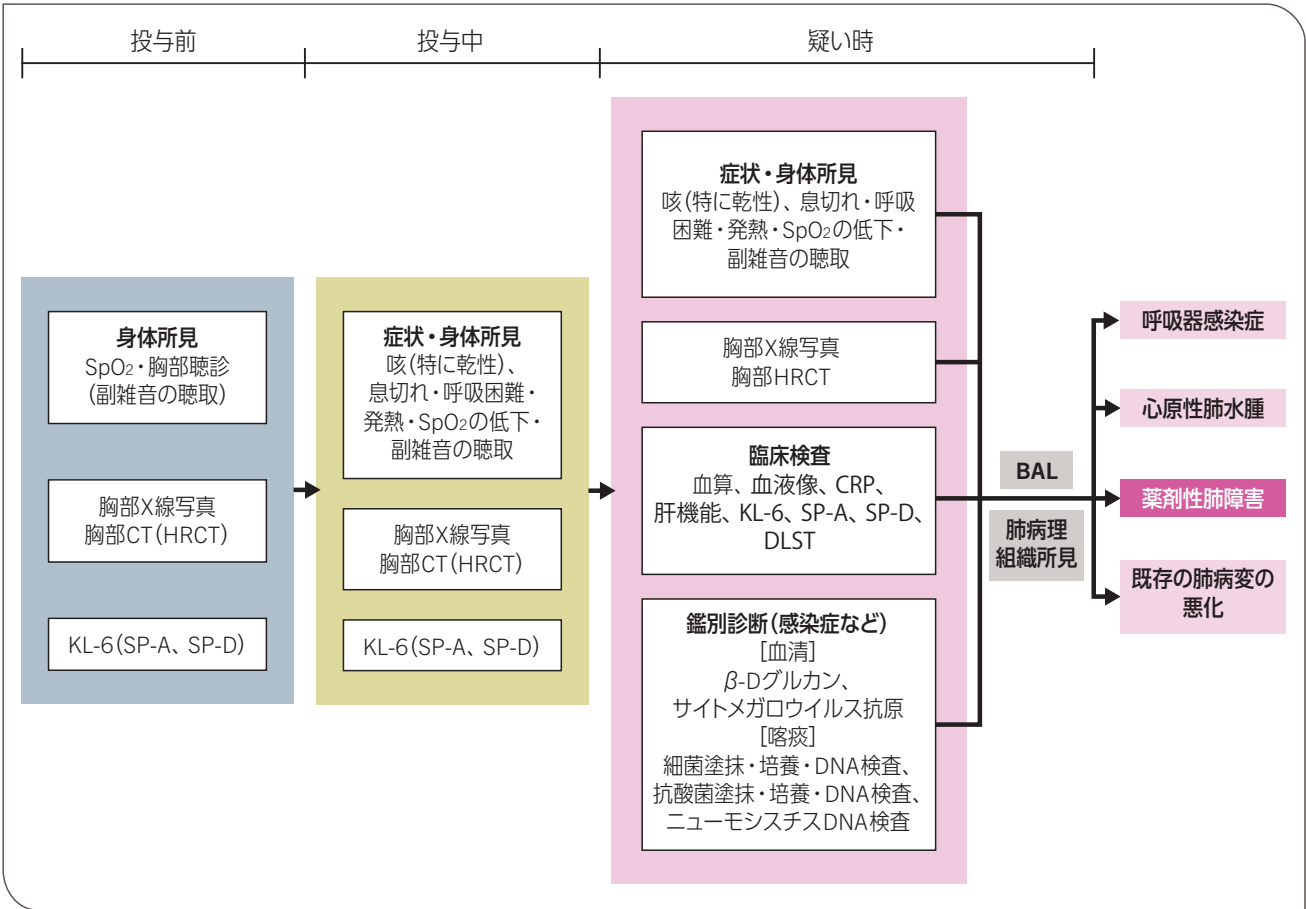 投与前
投与中
疑い時
身体所見
SpO2・胸部聴診
(副雑音の聴取)
胸部X線写真
胸部CT(HRCT)
KL-6(SP-A、SP-D)
症状・身体所見
咳(特に乾性)、
息切れ・呼吸困難・
発熱・SpO2の低下・
副雑音の聴取
胸部X線写真
胸部CT(HRCT)
KL-6(SP-A、SP-D)
症状・身体所見
咳(特に乾性)、息切れ・呼吸
困難・発熱・SpO2の低下・
副雑音の聴取
胸部X線写真
胸部HRCT
臨床検査
血算、血液像、CRP、
肝機能、KL-6、SP-A、SP-D、
DLST
鑑別診断(感染症など)
[血清]
β-Dグルカン、
サイトメガロウイルス抗原
[喀痰]
細菌塗抹・培養・DNA検査、
抗酸菌塗抹・培養・DNA検査、
ニューモシスチスDNA検査
BAL
肺病理
組織所見
呼吸器感染症
心原性肺水腫
薬剤性肺障害
既存の肺病変の
悪化